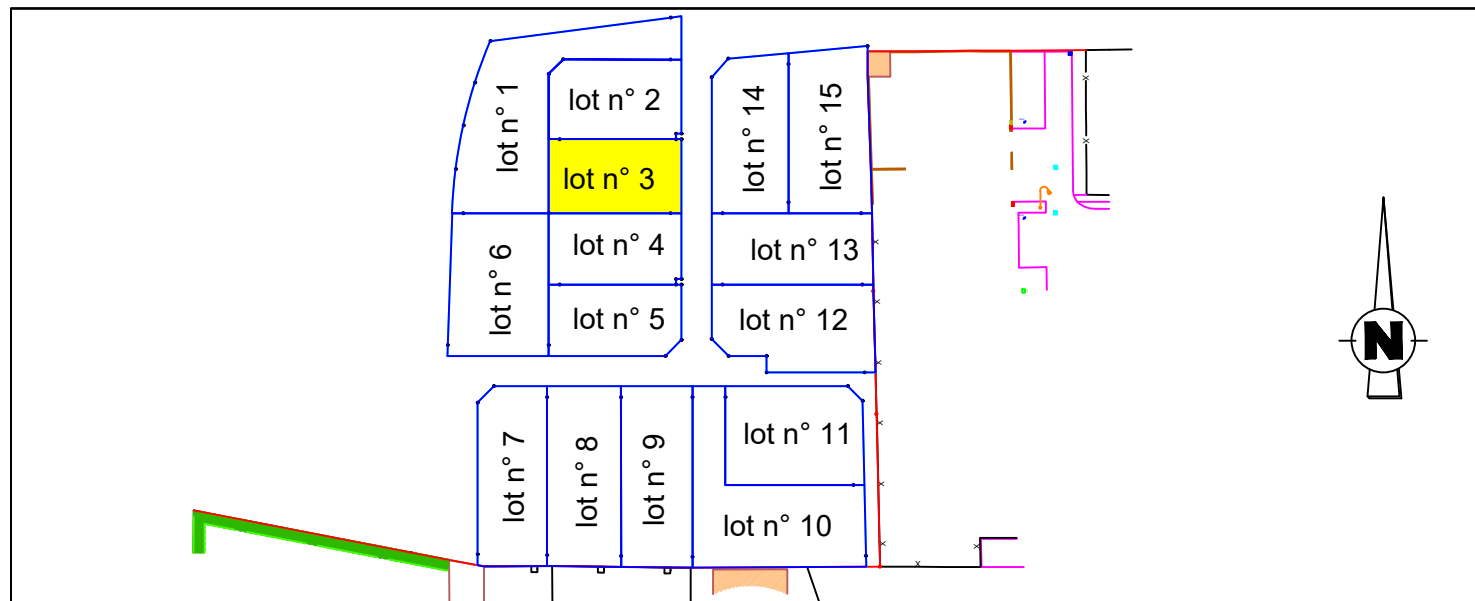 lot n° 1
lot n° 2
lot n° 3
lot n° 4
lot n° 5
lot n° 6
lot n° 14
lot n° 15
lot n° 13
lot n° 12
lot n° 7
lot n° 8
lot n° 9
lot n° 11
lot n° 10
N